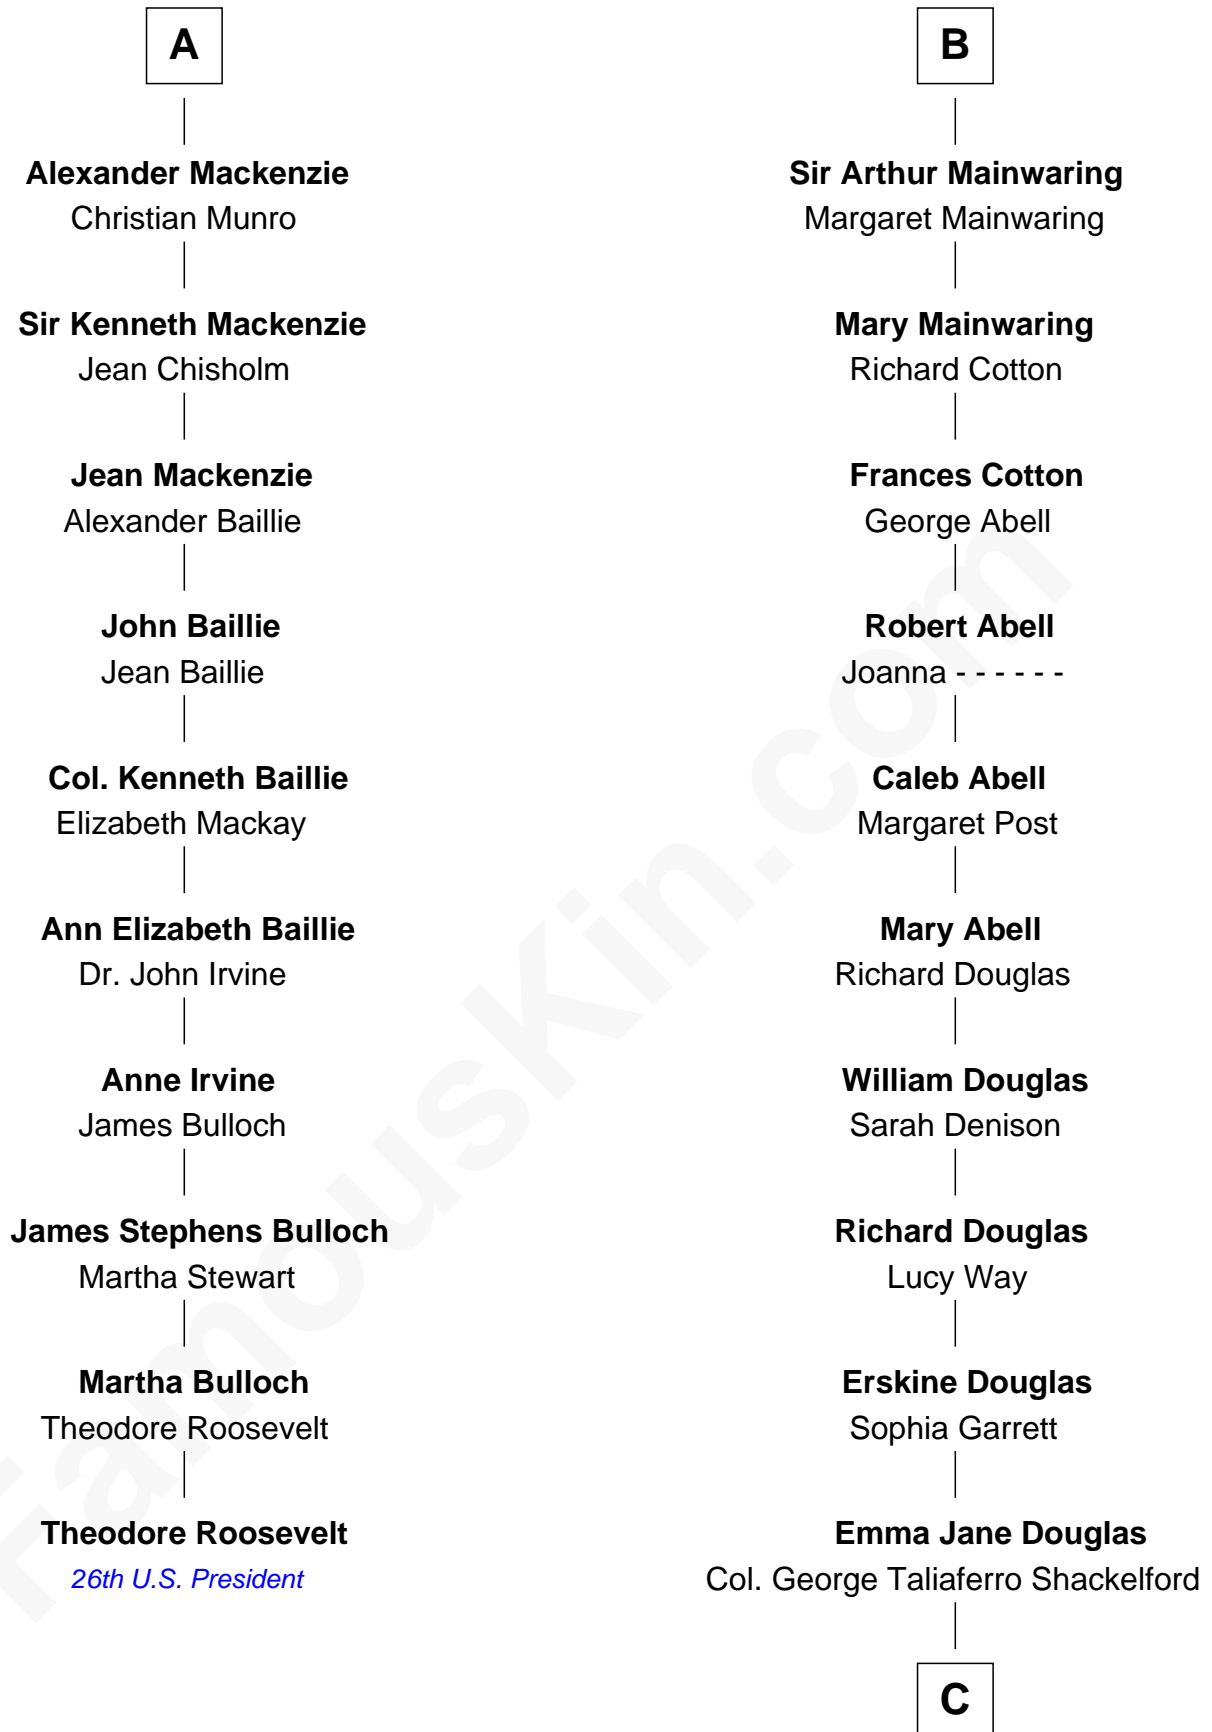 A
Alexander Mackenzie
Christian Munro
Sir Kenneth Mackenzie
Jean Chisholm
Jean Mackenzie
Alexander Baillie
John Baillie
Jean Baillie
Col. Kenneth Baillie
Elizabeth Mackay
Ann Elizabeth Baillie
Dr. John Irvine
Anne Irvine
James Bulloch
James Stephens Bulloch
Martha Stewart
Martha Bulloch
Theodore Roosevelt
Theodore Roosevelt
26th U.S. President
B
Sir Arthur Mainwaring
Margaret Mainwaring
Mary Mainwaring
Richard Cotton
Frances Cotton
George Abell
Robert Abell
Joanna - - - - - -
Caleb Abell
Margaret Post
Mary Abell
Richard Douglas
William Douglas
Sarah Denison
Richard Douglas
Lucy Way
Erskine Douglas
Sophia Garrett
Emma Jane Douglas
Col. George Taliaferro Shackelford
C
FamousKin.com